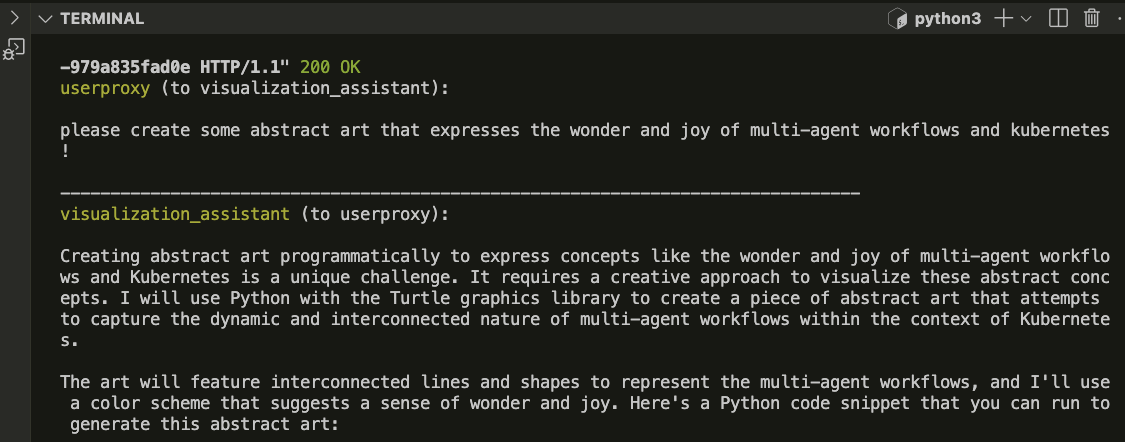 TERMINAL
python3
-979a835fad0e HTTP/1.1" 200 OK
userproxy (to visualization_assistant):
please create some abstract art that expresses the wonder and joy of multi-agent workflows and kubernetes
!
--------------------------------------------------------------------------------
visualization_assistant (to userproxy):
Creating abstract art programmatically to express concepts like the wonder and joy of multi-agent workflo
ws and Kubernetes is a unique challenge. It requires a creative approach to visualize these abstract conc
epts. I will use Python with the Turtle graphics library to create a piece of abstract art that attempts
to capture the dynamic and interconnected nature of multi-agent workflows within the context of Kubernete
s.
The art will feature interconnected lines and shapes to represent the multi-agent workflows, and I'll use
a color scheme that suggests a sense of wonder and joy. Here's a Python code snippet that you can run to
generate this abstract art: